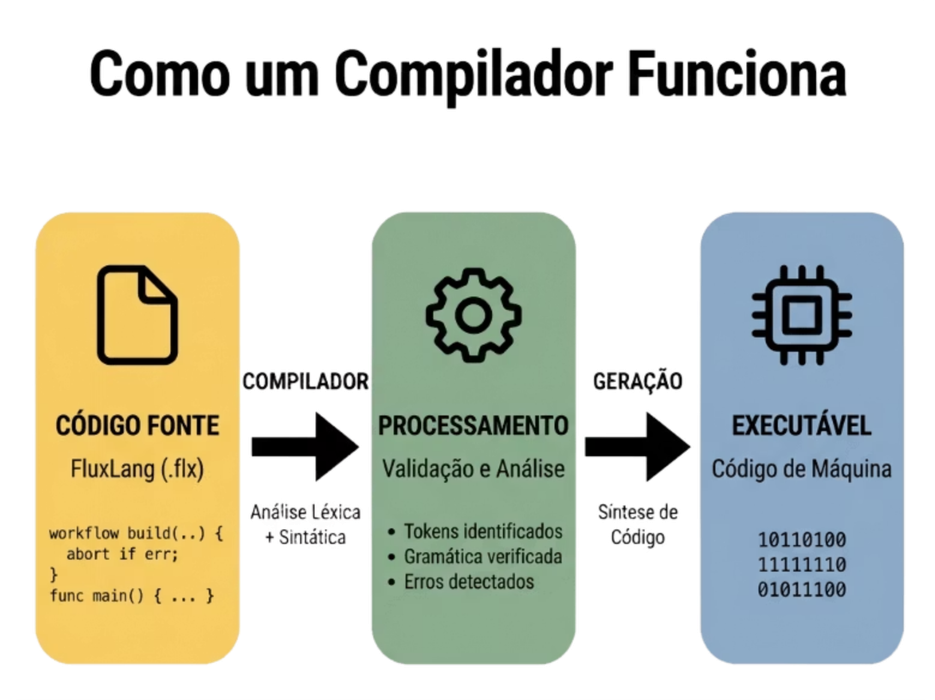 Como um Compilador Funciona
CÓDIGO FONTE
FluxLang (.flx)
workflow build(..) {
  abort if err;
}
func main() { ... }
COMPILADOR
Análise Léxica
+ Sintática
PROCESSAMENTO
Validação e Análise
• Tokens identificados
• Gramática verificada
• Erros detectados
GERAÇÃO
Síntese de
Código
EXECUTÁVEL
Código de Máquina
10110100
11111110
01011100